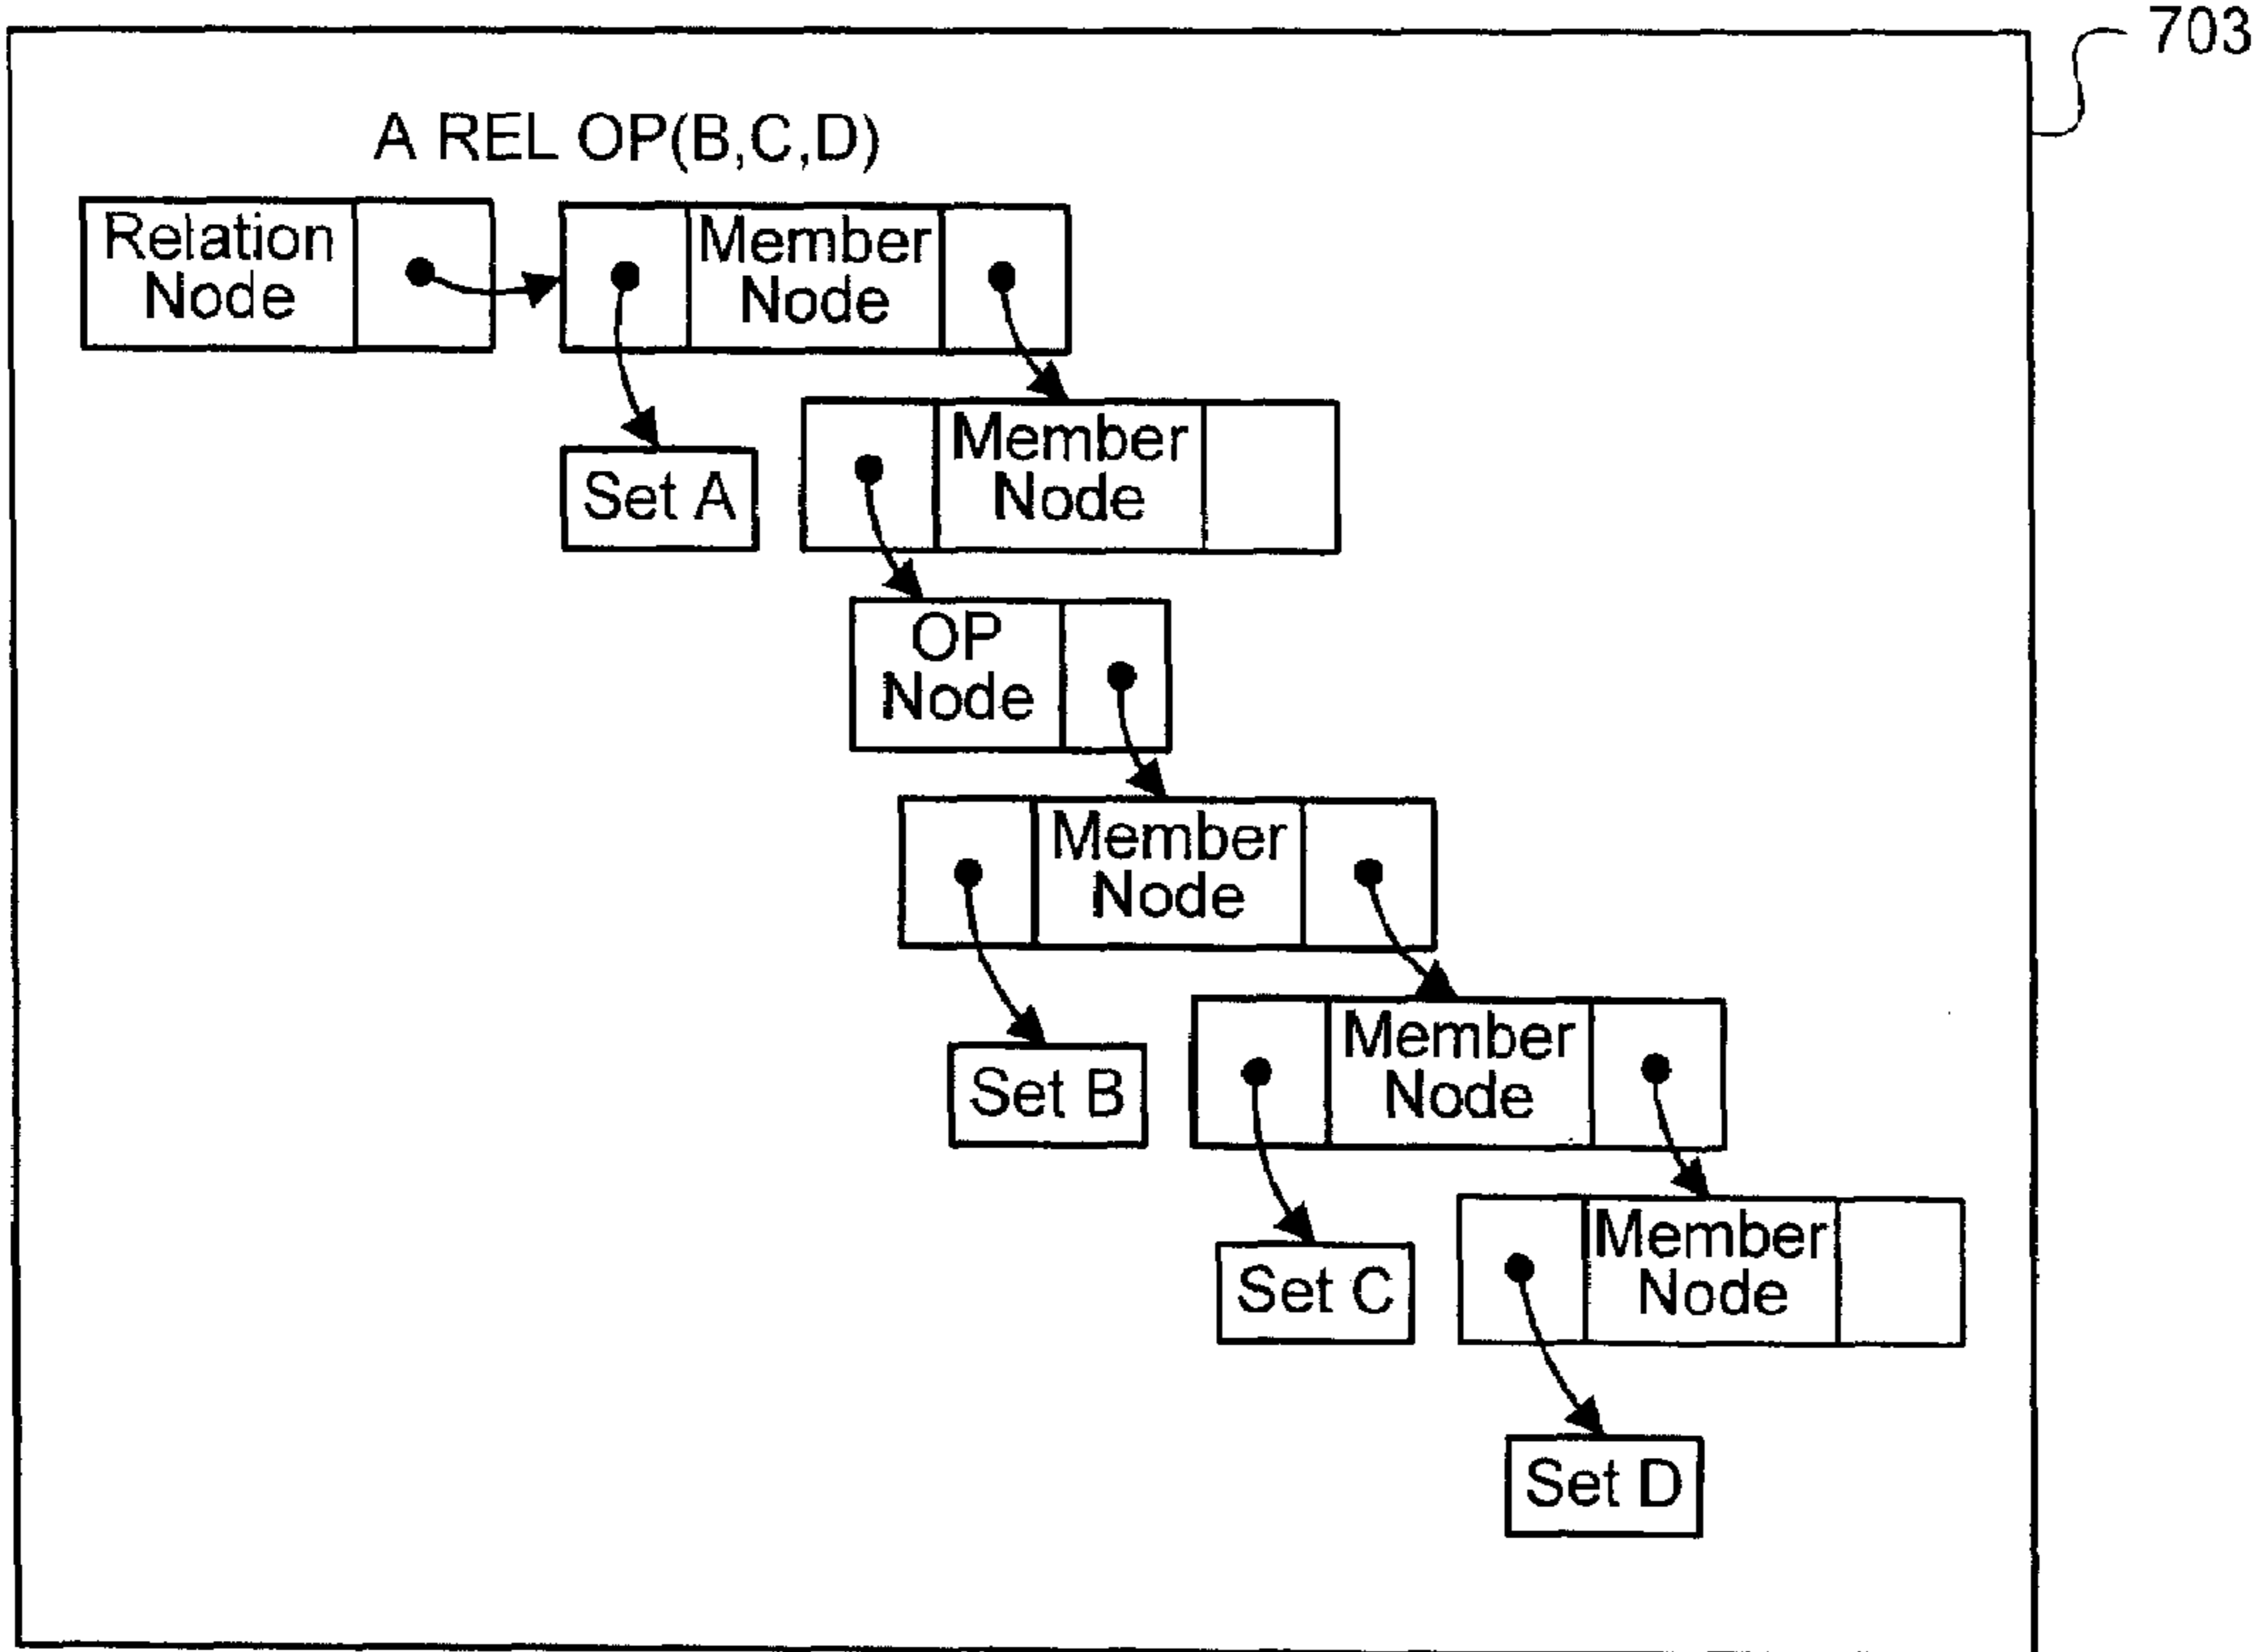 703
A REL OP(B,C,D)
Relation
Node
Member
Node
Member
Node
Set A
OP
Node
Member
Node
Member
Node
Set B
Member
Node
Set C
Set D